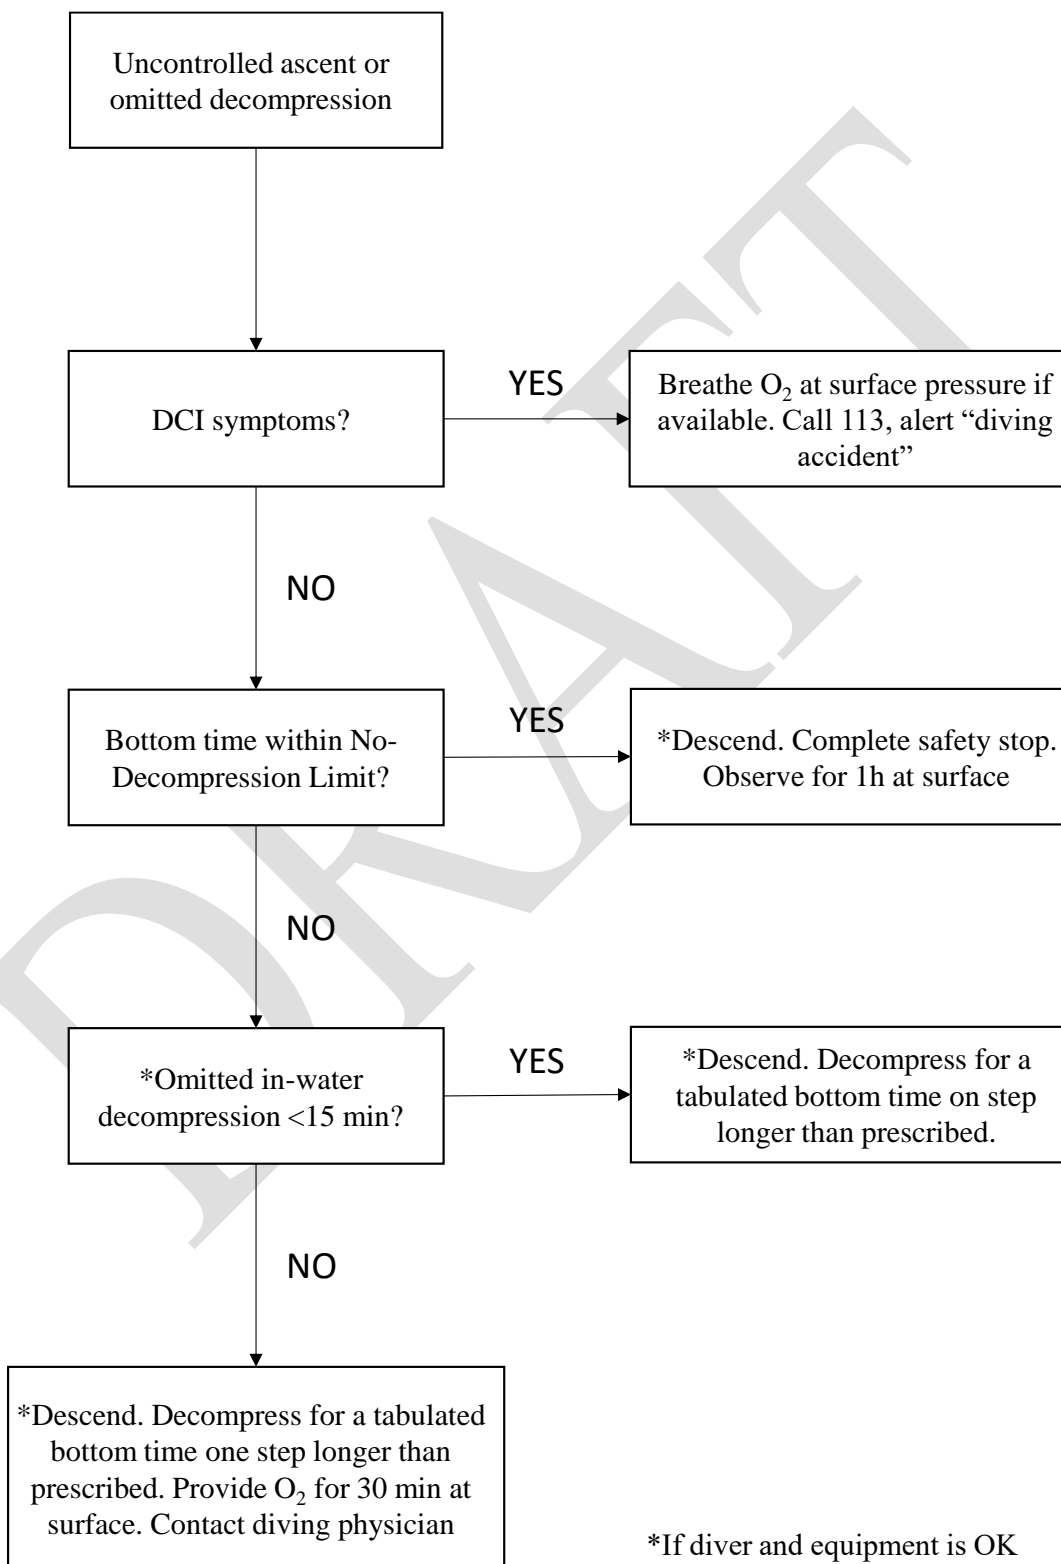 Uncontrolled ascent or
omitted decompression
DCI symptoms?
YES
Breathe O₂ at surface pressure if
available. Call 113, alert “diving
accident”
NO
Bottom time within No-
Decompression Limit?
YES
*Descend. Complete safety stop.
Observe for 1h at surface
NO
*Omitted in-water
decompression <15 min?
YES
*Descend. Decompress for a
tabulated bottom time on step
longer than prescribed.
NO
*Descend. Decompress for a tabulated
bottom time one step longer than
prescribed. Provide O₂ for 30 min at
surface. Contact diving physician
*If diver and equipment is OK
DRAFT